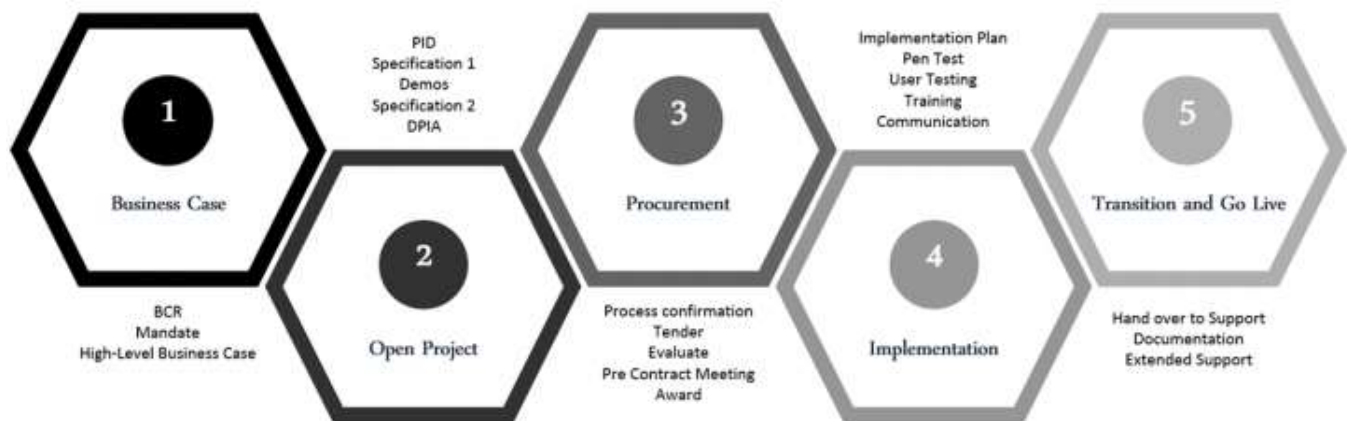 1
Business Case
BCR
Mandate
High-Level Business Case
PID
Specification 1
Demos
Specification 2
DPIA
2
Open Project
3
Procurement
Process confirmation
Tender
Evaluate
Pre Contract Meeting
Award
Implementation Plan
Pen Test
User Testing
Training
Communication
4
Implementation
5
Transition and Go Live
Hand over to Support
Documentation
Extended Support